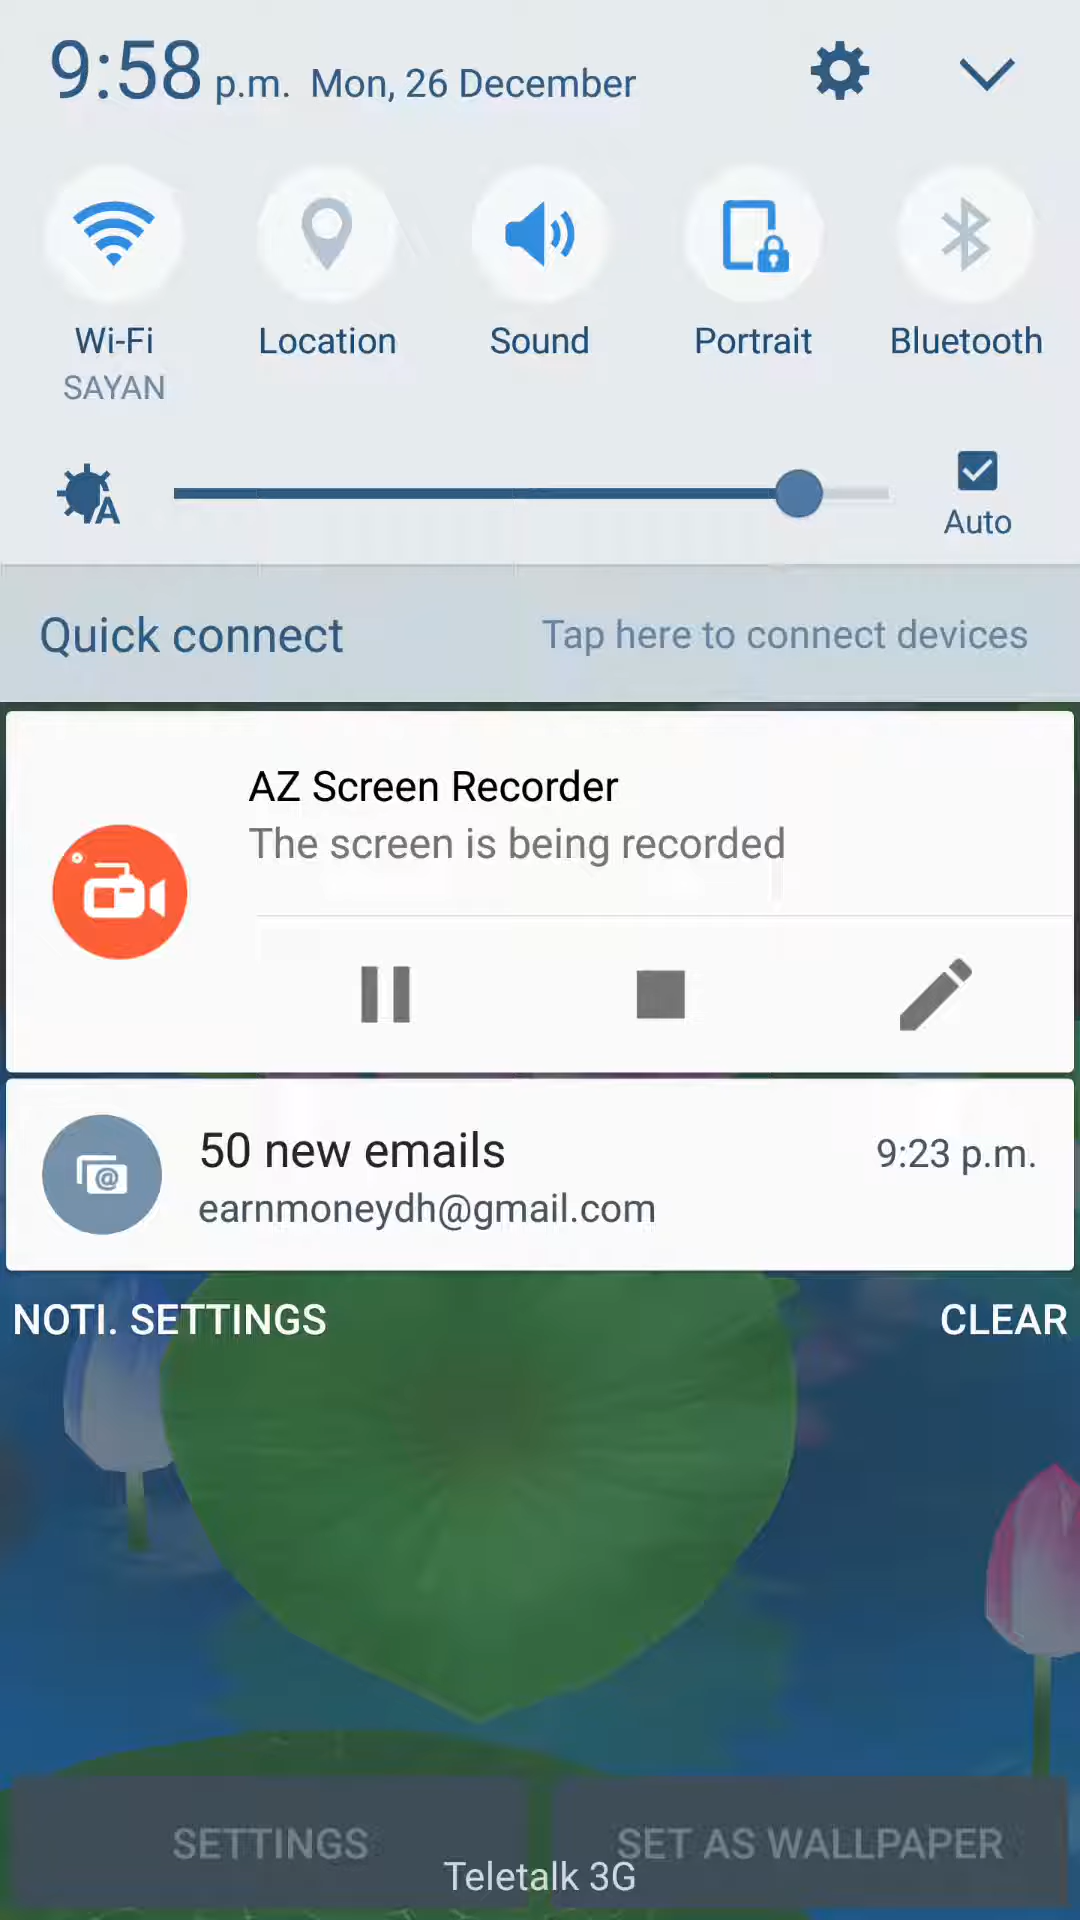 9:58 p.m. Mon, 26 December
Wi-Fi Location Sound Portrait Bluetooth
SAYAN
A
Auto
Quick connect Tap here to connect devices
AZ Screen Recorder
The screen is being recorded
@ 50 new emails 9:23 p.m.
earnmoneydh@gmail.com
NOTI. SETTINGS CLEAR
SETTINGS SET AS WALLPAPER
Teletalk 3G